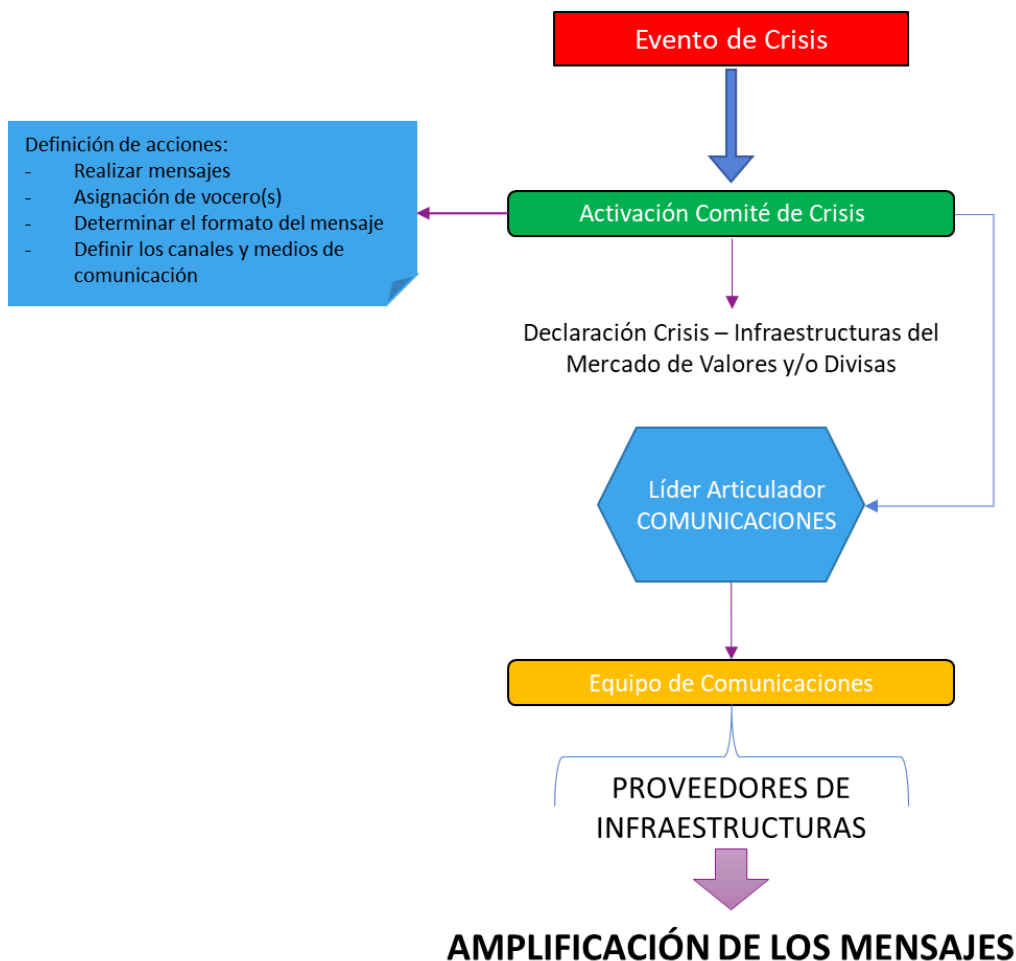 Evento de Crisis
Definición de acciones:
- Realizar mensajes
- Asignación de vocero(s)
- Determinar el formato del mensaje
- Definir los canales y medios de
comunicación
Activación Comité de Crisis
Declaración Crisis – Infraestructuras del
Mercado de Valores y/o Divisas
Líder Articulador
COMUNICACIONES
Equipo de Comunicaciones
PROVEEDORES DE
INFRAESTRUCTURAS
AMPLIFICACIÓN DE LOS MENSAJES